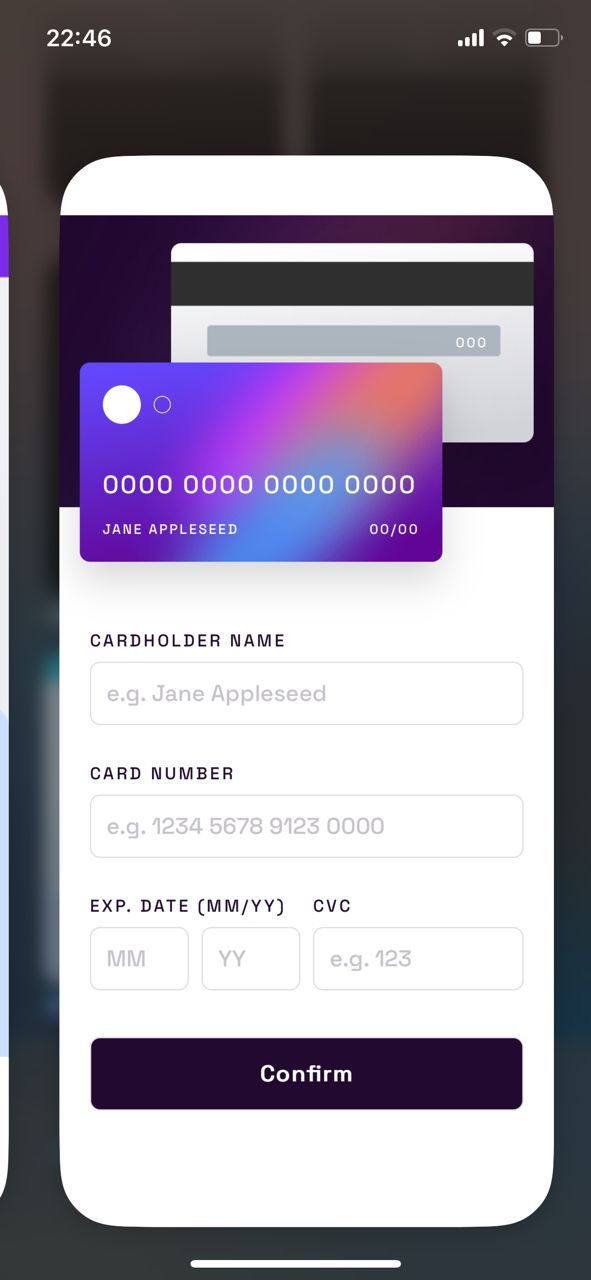 22:46
000
0000 0000 0000 0000
JANE APPLESEED 00/00
CARDHOLDER NAME
e.g. Jane Appleseed
CARD NUMBER
e.g. 1234 5678 9123 0000
EXP. DATE (MM/YY) CVC
MM YY e.g. 123
Confirm